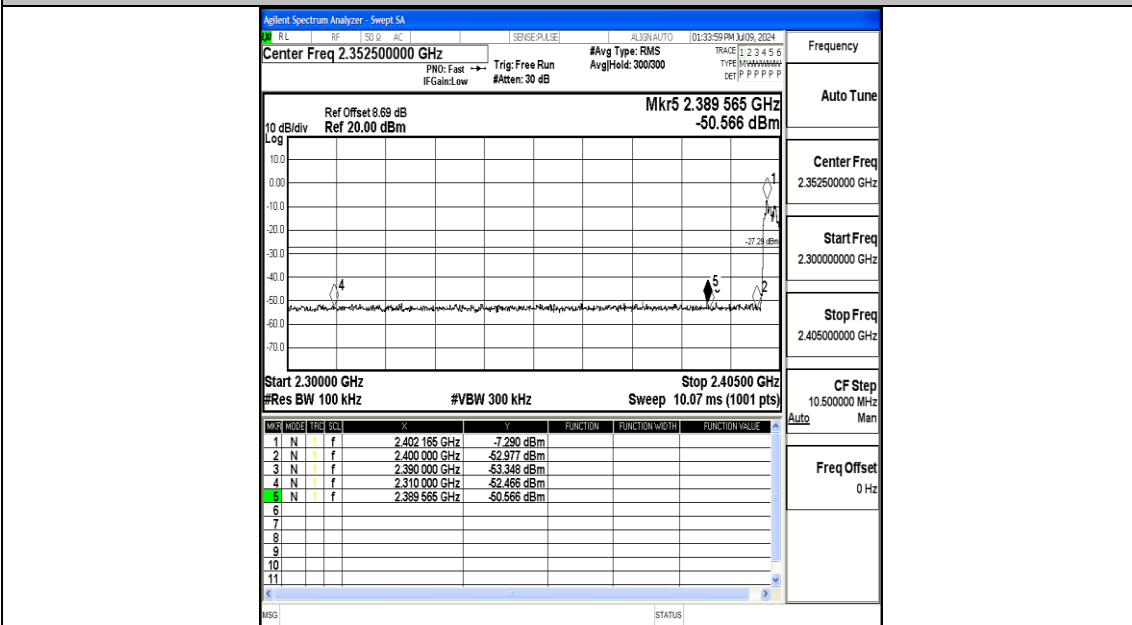 Agilent Spectrum Analyzer - Swept SA
RL RF 50 Ω AC SENSE:PULSE ALIGNAUTO 01:33:59 PM Jul 09, 2024
Center Freq 2.352500000 GHz
PNO: Fast
IFGain:Low
Trig: Free Run
#Atten: 30 dB
#Avg Type: RMS
Avg|Hold: 300/300
TRACE 1 2 3 4 5 6
TYPE
DET P P P P P P
Ref Offset 8.69 dB
10 dB/div Ref 20.00 dBm
Log
Mkr5 2.389 565 GHz
-50.566 dBm
10.0
0.00
-10.0
-20.0
-30.0
-40.0
-50.0
-60.0
-70.0
1
-27.29 dBm
4
5
2
Start 2.30000 GHz Stop 2.40500 GHz
#Res BW 100 kHz #VBW 300 kHz Sweep 10.07 ms (1001 pts)
MKR MODE TRC SCL X Y FUNCTION FUNCTION WIDTH FUNCTION VALUE
1 N 1 f 2.402 165 GHz -7.290 dBm
2 N 1 f 2.400 000 GHz -52.977 dBm
3 N 1 f 2.390 000 GHz -53.348 dBm
4 N 1 f 2.310 000 GHz -52.466 dBm
5 N 1 f 2.389 565 GHz -50.566 dBm
6
7
8
9
10
11
MSG STATUS
Frequency
Auto Tune
Center Freq
2.352500000 GHz
Start Freq
2.300000000 GHz
Stop Freq
2.405000000 GHz
CF Step
10.500000 MHz
Auto Man
Freq Offset
0 Hz